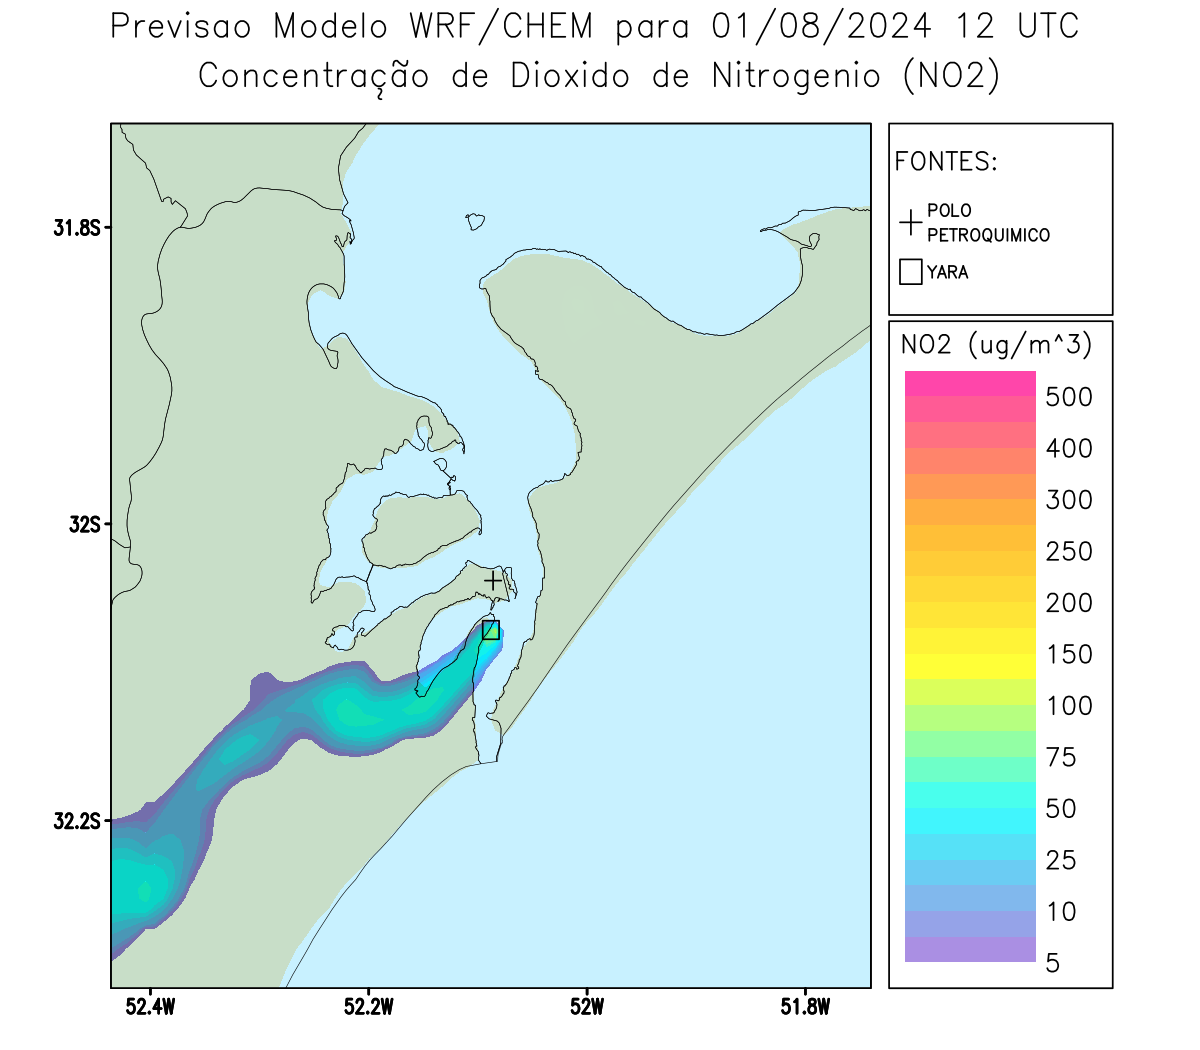 Previsao Modelo WRF/CHEM para 01/08/2024 12 UTC
Concentração de Dioxido de Nitrogenio (NO2)
FONTES:
POLO
PETROQUIMICO
YARA
NO2 (ug/m^3)
500
400
300
250
200
150
100
75
50
25
10
5
31.8S
32S
32.2S
52.4W
52.2W
52W
51.8W